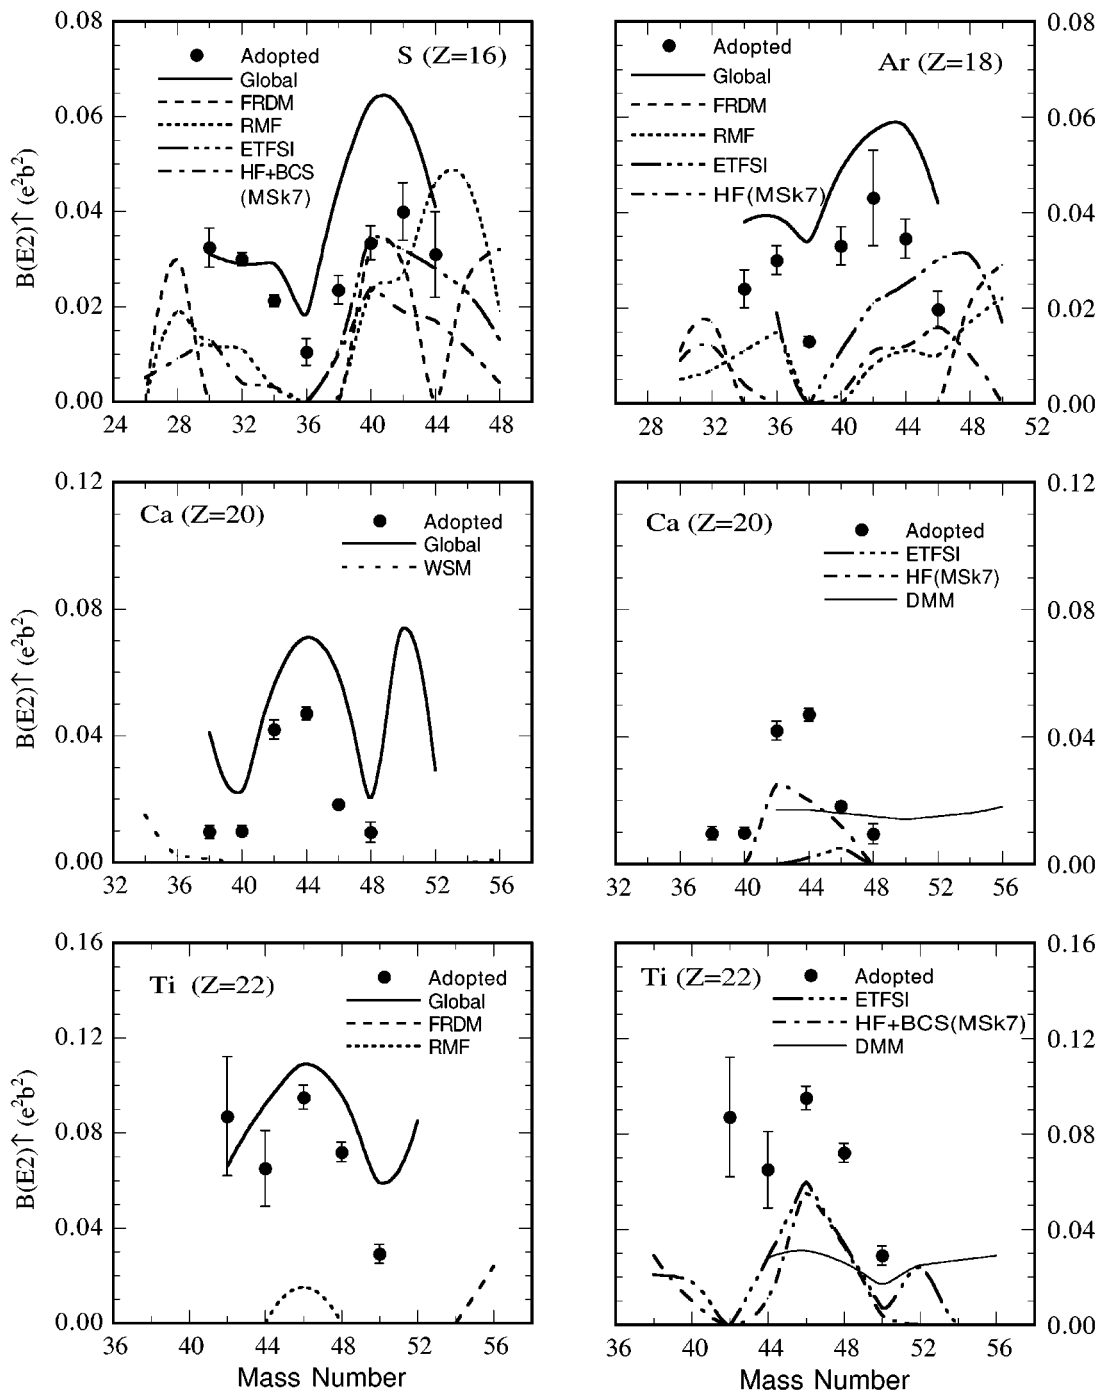 0.08
0.06
0.04
0.02
0.00
B(E2)↑ (e²b²)
S (Z=16)
Adopted
Global
FRDM
RMF
ETFSI
HF+BCS
(MSk7)
24 28 32 36 40 44 48
Ar (Z=18)
Adopted
Global
FRDM
RMF
ETFSI
HF(MSk7)
0.08
0.06
0.04
0.02
0.00
28 32 36 40 44 48 52
0.12
0.08
0.04
0.00
B(E2)↑ (e²b²)
Ca (Z=20)
Adopted
Global
WSM
32 36 40 44 48 52 56
Ca (Z=20)
Adopted
ETFSI
HF(MSk7)
DMM
0.12
0.08
0.04
0.00
32 36 40 44 48 52 56
0.16
0.12
0.08
0.04
0.00
B(E2)↑ (e²b²)
Ti (Z=22)
Adopted
Global
FRDM
RMF
36 40 44 48 52 56
Mass Number
Ti (Z=22)
Adopted
ETFSI
HF+BCS(MSk7)
DMM
0.16
0.12
0.08
0.04
0.00
36 40 44 48 52 56
Mass Number